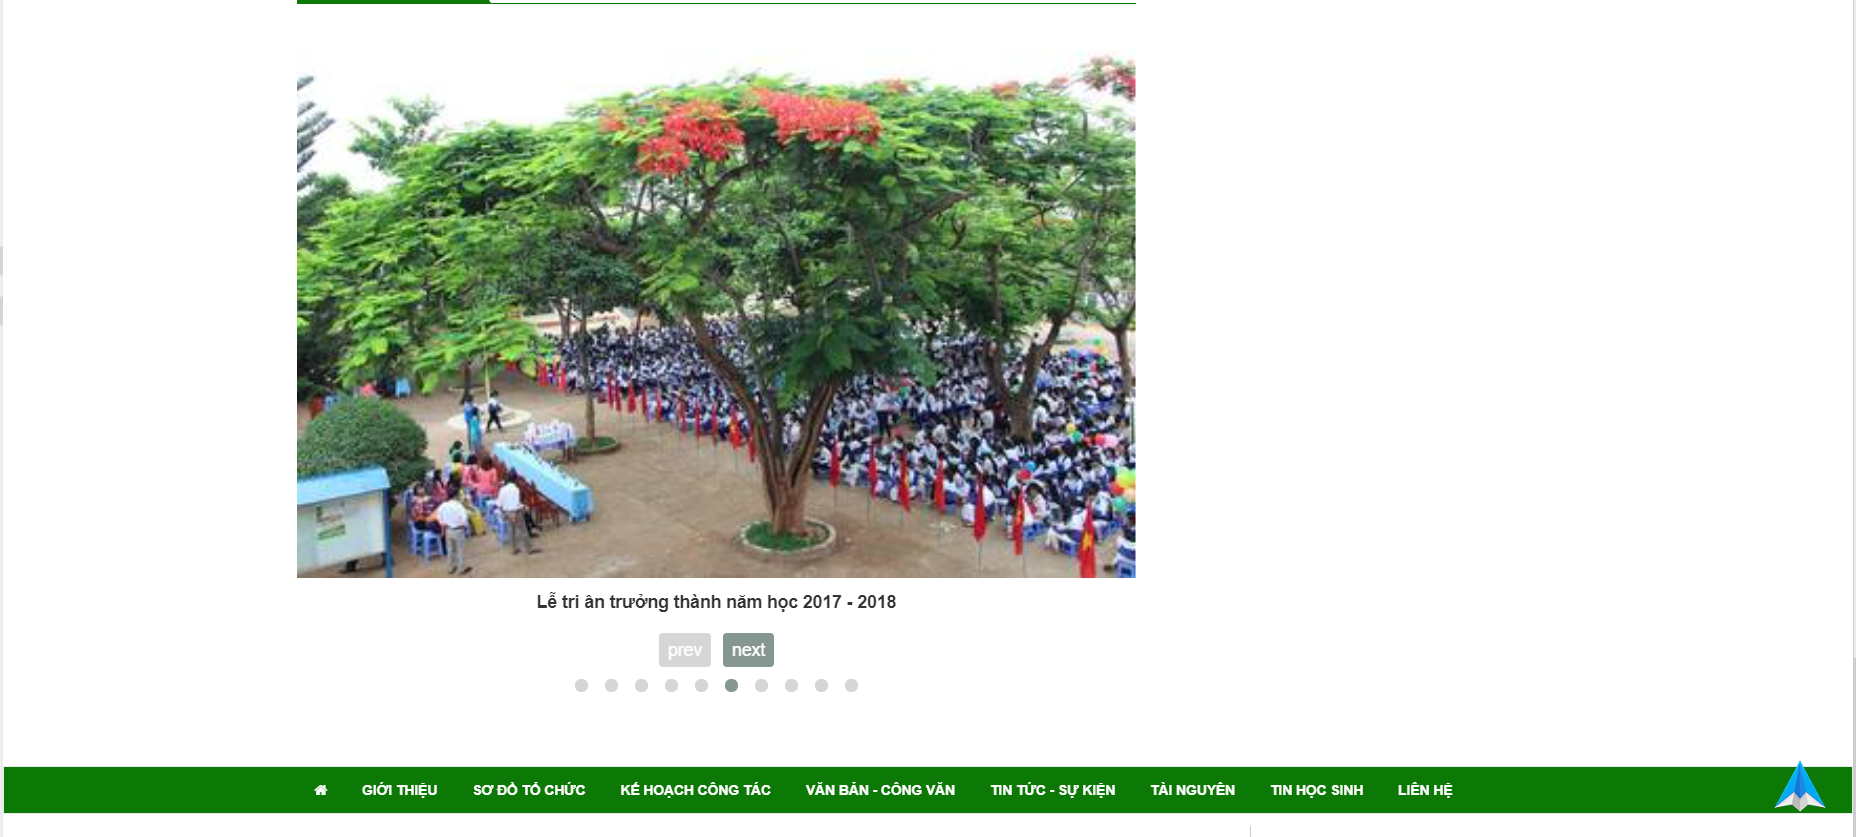 Lễ tri ân trưởng thành năm học 2017 - 2018
prev next
GIỚI THIỆU SƠ ĐỒ TỔ CHỨC KẾ HOẠCH CÔNG TÁC VĂN BẢN - CÔNG VĂN TIN TỨC - SỰ KIỆN TÀI NGUYÊN TIN HỌC SINH LIÊN HỆ